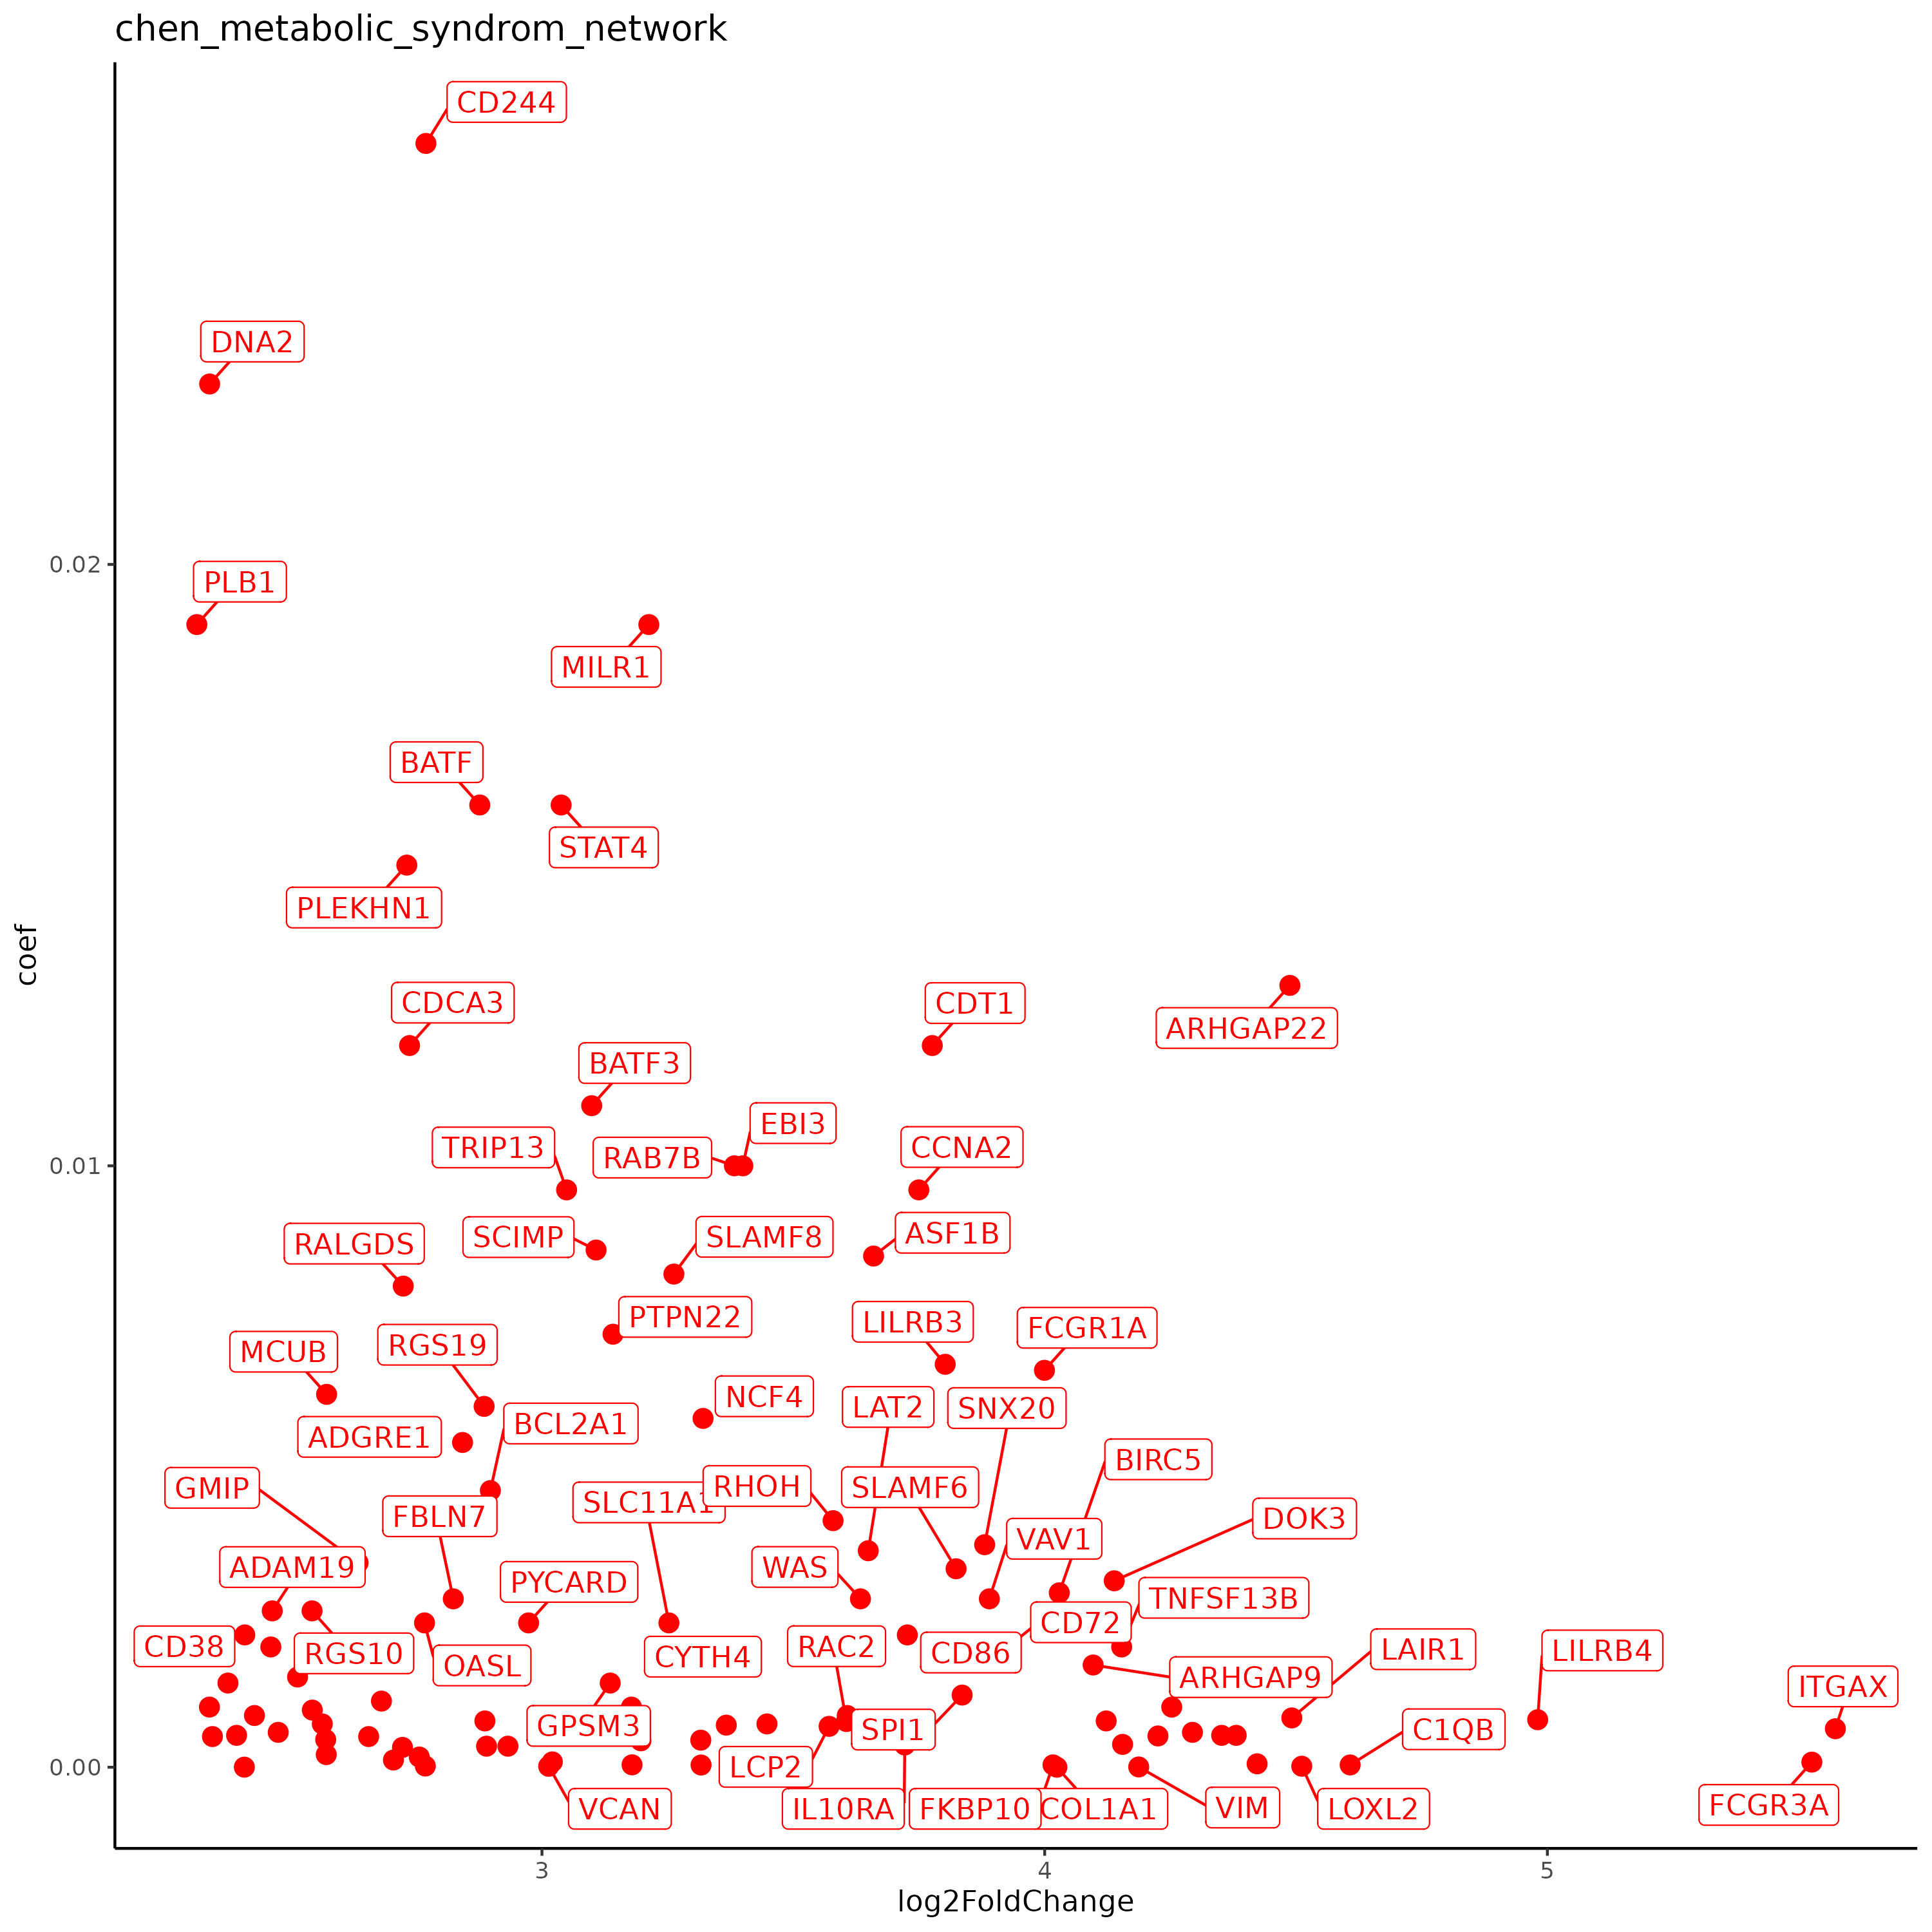 chen_metabolic_syndrom_network
CD244
DNA2
0.02
PLB1
MILR1
BATF
STAT4
PLEKHN1
coef
CDCA3
CDT1
ARHGAP22
BATF3
EBI3
TRIP13
RAB7B
CCNA2
0.01
SCIMP
SLAMF8
ASF1B
RALGDS
PTPN22
LILRB3
FCGR1A
MCUB
RGS19
NCF4
LAT2
SNX20
ADGRE1
BCL2A1
BIRC5
GMIP
RHOH
SLAMF6
SLC11A1
FBLN7
DOK3
VAV1
ADAM19
WAS
PYCARD
TNFSF13B
CD72
CD38
RGS10
OASL
CYTH4
RAC2
CD86
LAIR1
LILRB4
ARHGAP9
ITGAX
GPSM3
SPI1
C1QB
LCP2
0.00
VCAN
IL10RA
FKBP10
COL1A1
VIM
LOXL2
FCGR3A
3
4
5
log2FoldChange